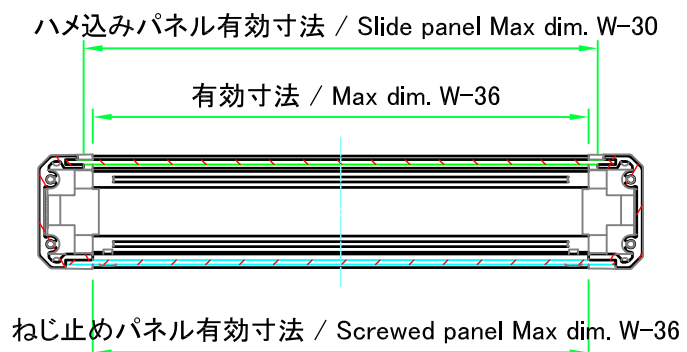 ハメ込みパネル有効寸法 / Slide panel Max dim. W-30
有効寸法 / Max dim. W-36
ねじ止めパネル有効寸法 / Screwed panel Max dim. W-36